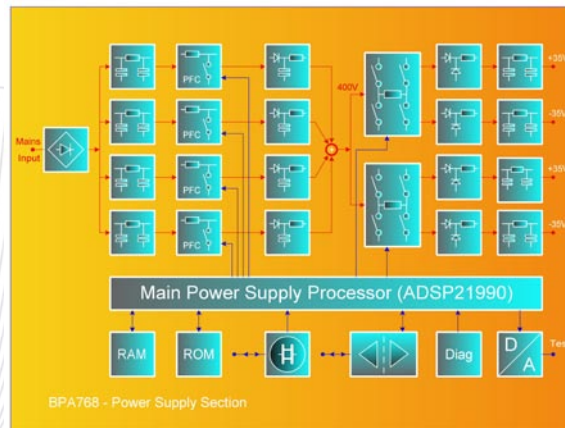 +35V
400V
PFC
-35V
PFC
Mains
Input
+35V
PFC
-35V
PFC
Main Power Supply Processor (ADSP21990)
RAM
ROM
Diag
D
A
Test
BPA768 - Power Supply Section